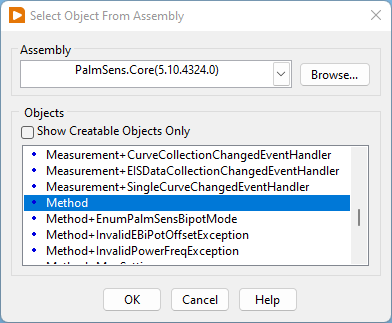 Select Object From Assembly
Assembly
PalmSens.Core(5.10.4324.0)
Browse...
Objects
Show Creatable Objects Only
Measurement+CurveCollectionChangedEventHandler
Measurement+EISDataCollectionChangedEventHandler
Measurement+SingleCurveChangedEventHandler
Method
Method+EnumPalmSensBipotMode
Method+InvalidEBiPotOffsetException
Method+InvalidPowerFreqException
OK Cancel Help